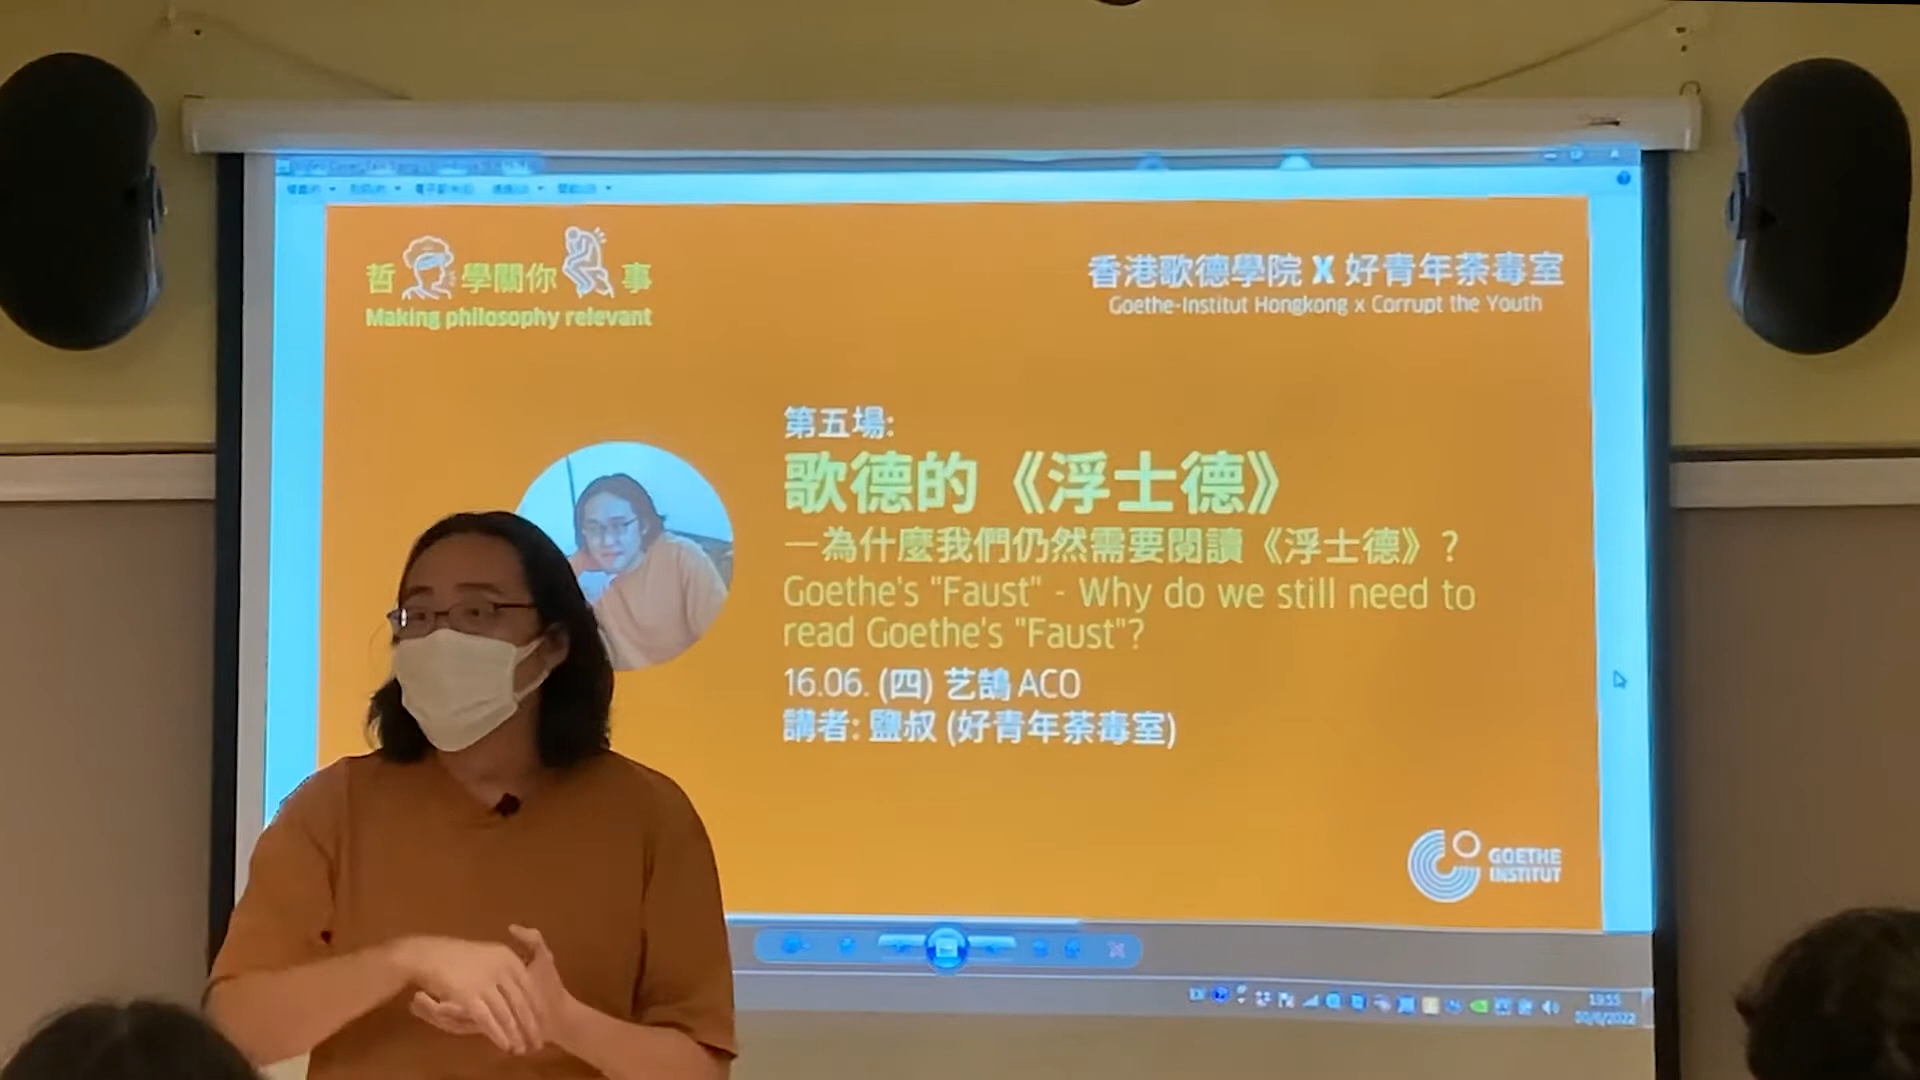 哲學關你事
Making philosophy relevant
香港歌德學院 X 好青年荼毒室
Goethe-Institut Hongkong x Corrupt the Youth
第五場:
歌德的《浮士德》
—為什麼我們仍然需要閱讀《浮士德》?
Goethe's "Faust" - Why do we still need to
read Goethe's "Faust"?
16.06. (四) 艺鵠 ACO
講者: 鹽叔 (好青年荼毒室)
GOETHE
INSTITUT
19:55